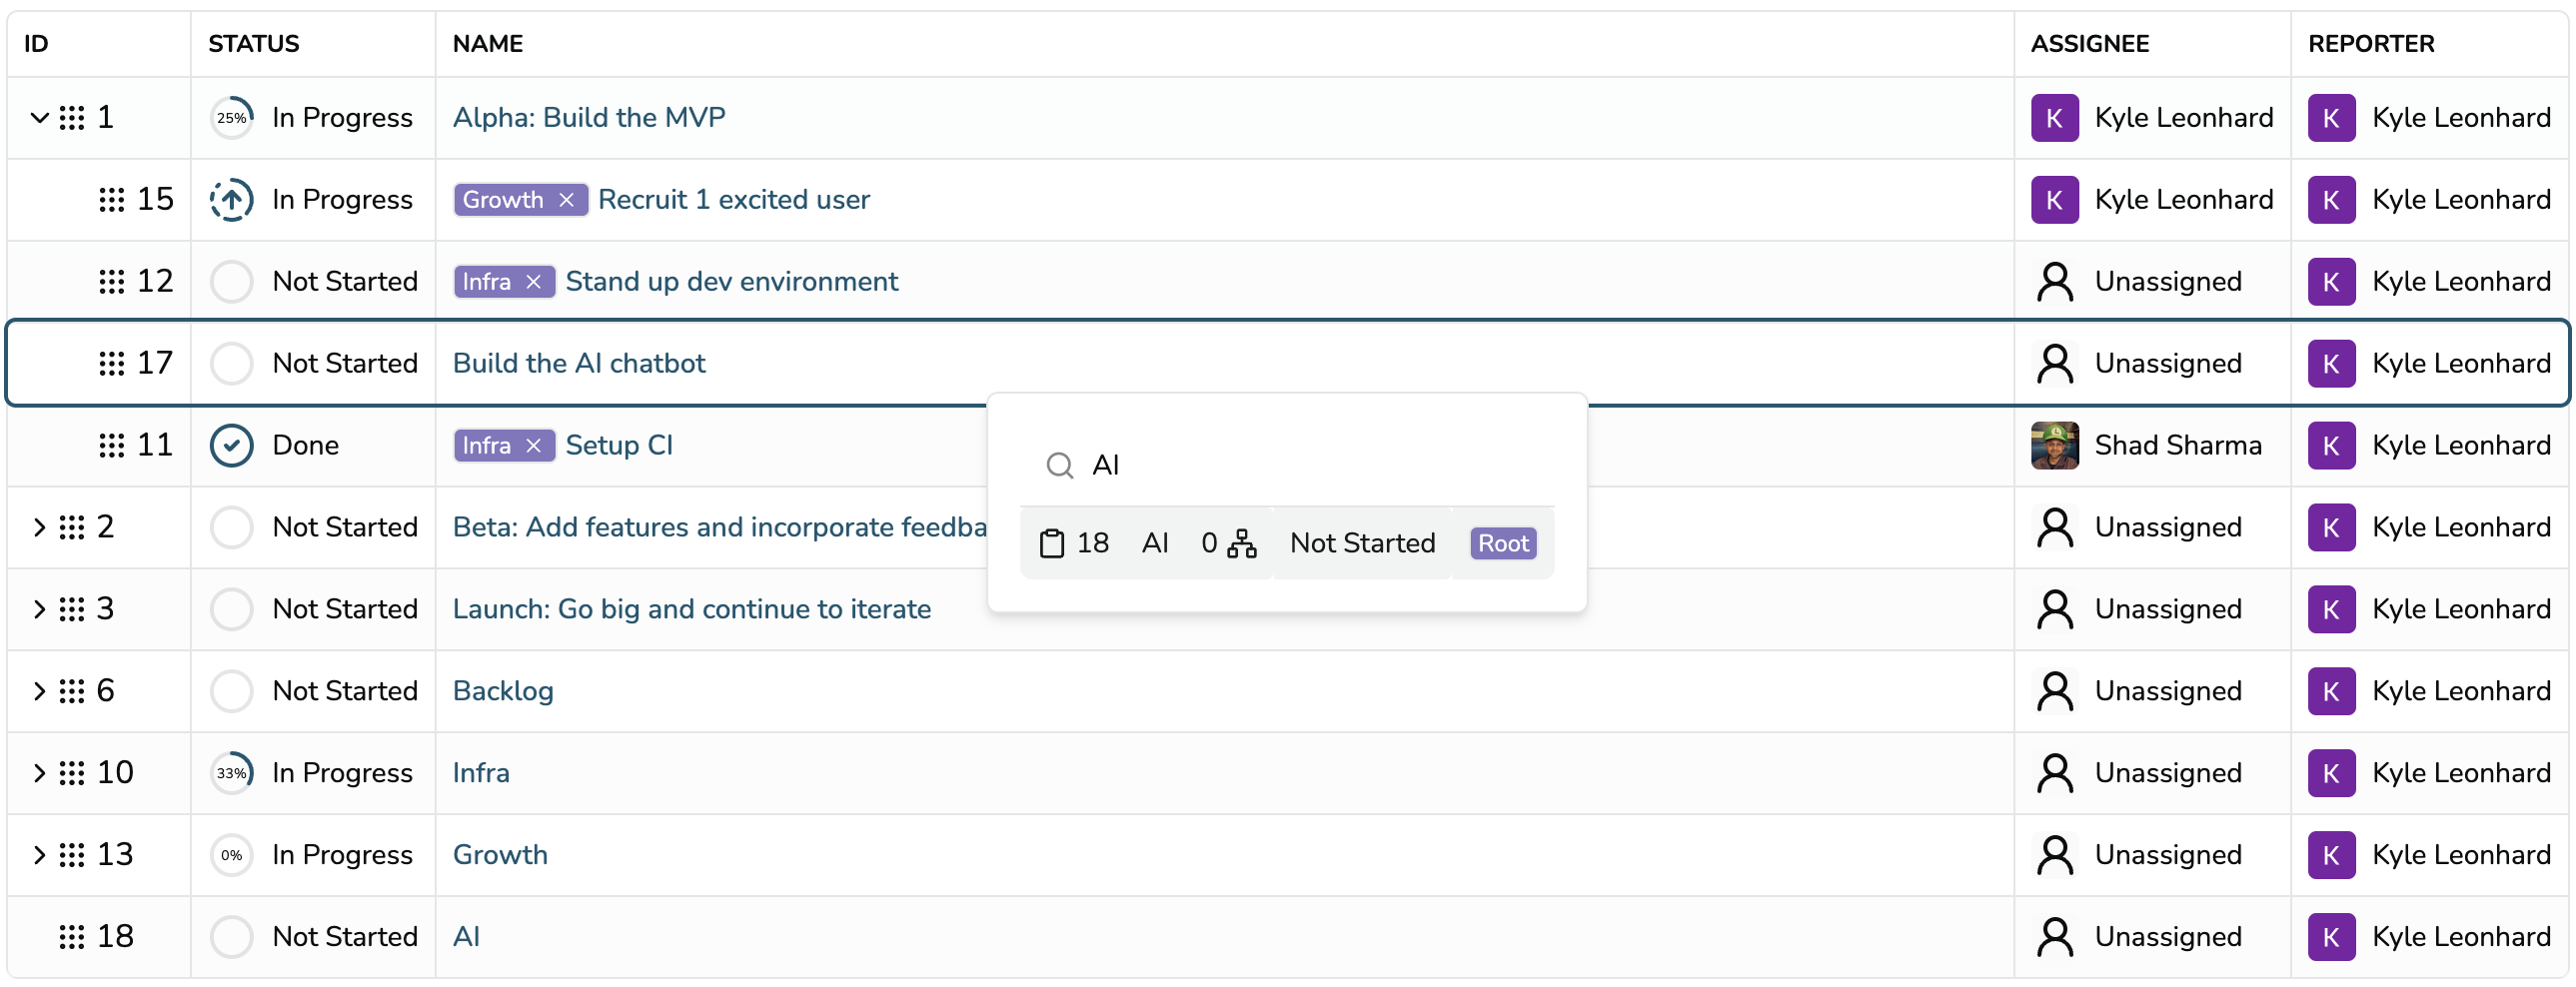 ID STATUS NAME ASSIGNEE REPORTER
1 25% In Progress Alpha: Build the MVP K Kyle Leonhard K Kyle Leonhard
15 In Progress Growth × Recruit 1 excited user K Kyle Leonhard K Kyle Leonhard
12 Not Started Infra × Stand up dev environment Unassigned K Kyle Leonhard
17 Not Started Build the AI chatbot Unassigned K Kyle Leonhard
11 Done Infra × Setup CI Shad Sharma K Kyle Leonhard
AI
2 Not Started Beta: Add features and incorporate feedba Unassigned K Kyle Leonhard
18 AI 0 Not Started Root
3 Not Started Launch: Go big and continue to iterate Unassigned K Kyle Leonhard
6 Not Started Backlog Unassigned K Kyle Leonhard
10 33% In Progress Infra Unassigned K Kyle Leonhard
13 0% In Progress Growth Unassigned K Kyle Leonhard
18 Not Started AI Unassigned K Kyle Leonhard